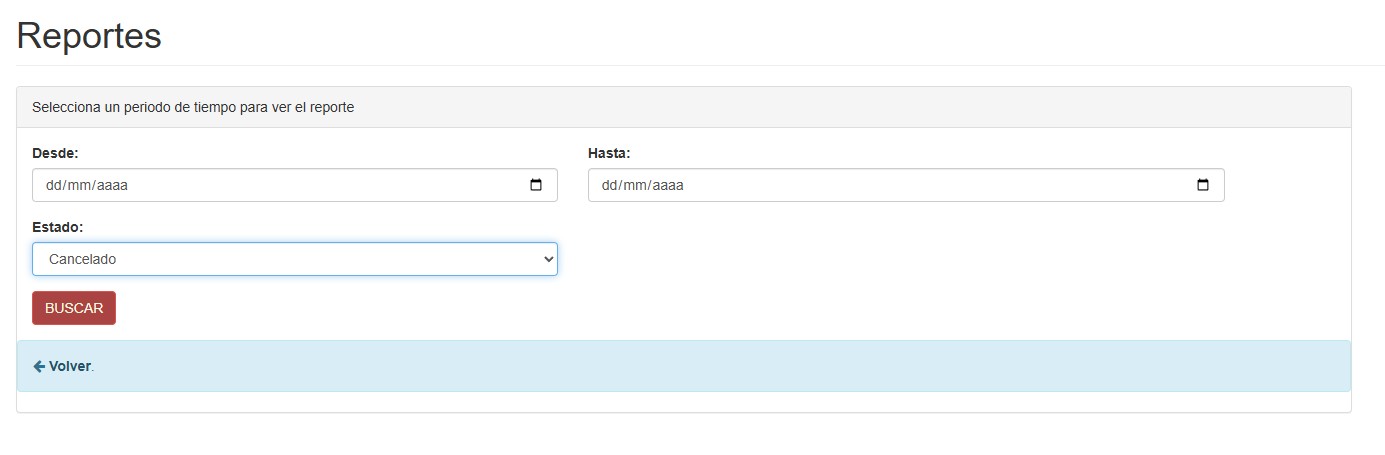 Reportes
Selecciona un periodo de tiempo para ver el reporte
Desde:
Hasta:
dd/mm/aaaa
dd/mm/aaaa
Estado:
Cancelado
BUSCAR
Volver.